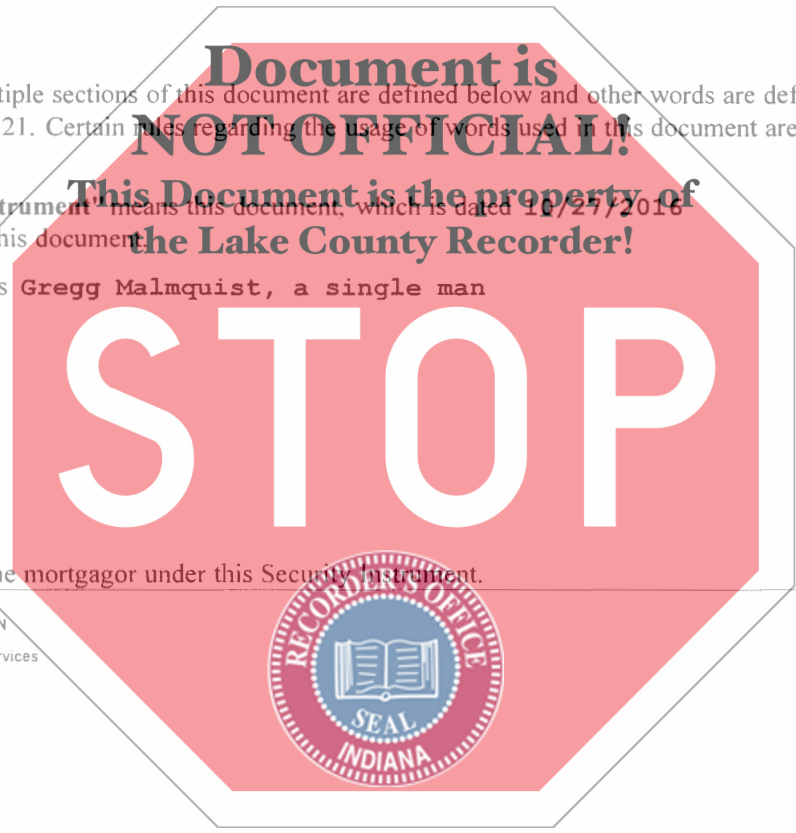 Document is
tiple sections of this document are defined below and other words are def
NOT OFFICIAL!
21. Certain rules regarding the usage of words used in this document are
This Document is the property of
trument" means this document, which is dated 10/27/2016
the Lake County Recorder!
his document.
s Gregg Malmquist, a single man
STOP
he mortgagor under this Security Instrument.
N
rvices
RECORDER'S OFFICE
SEAL
INDIANA